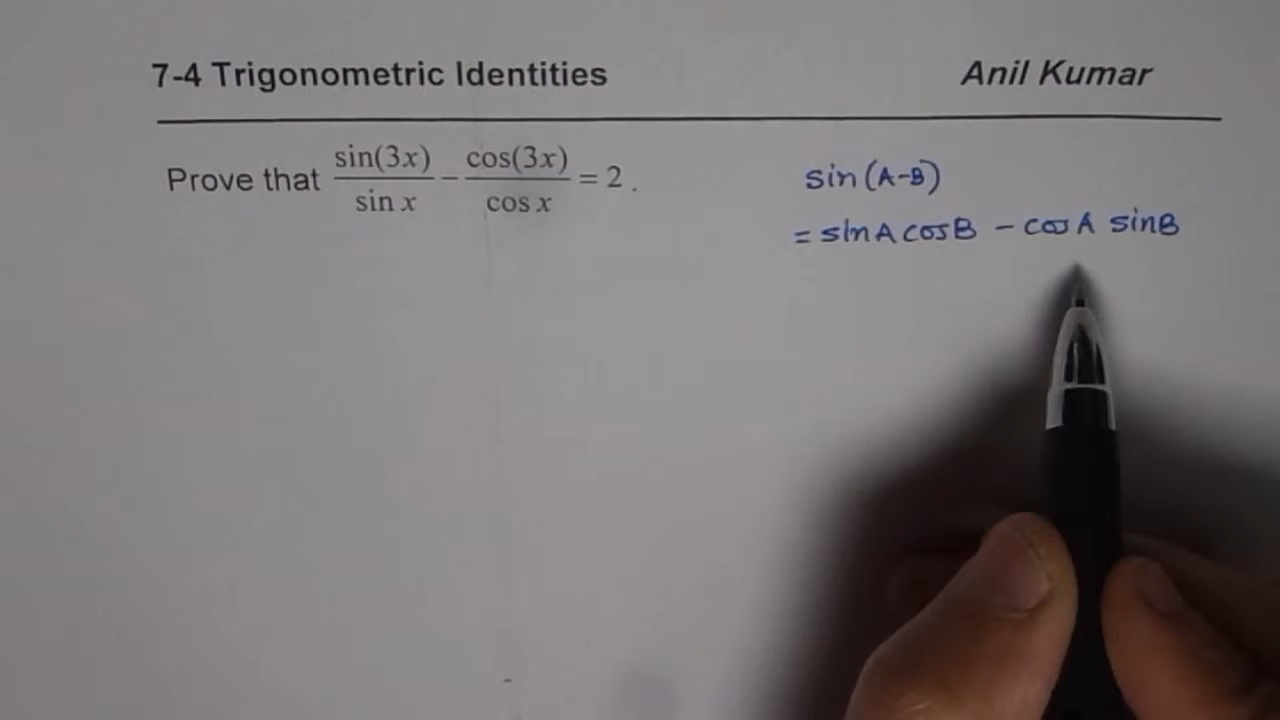 7-4 Trigonometric Identities Anil Kumar
Prove that sin(3x)/sin x − cos(3x)/cos x = 2 .
sin (A-B)
= sinA cosB − cosA sinB